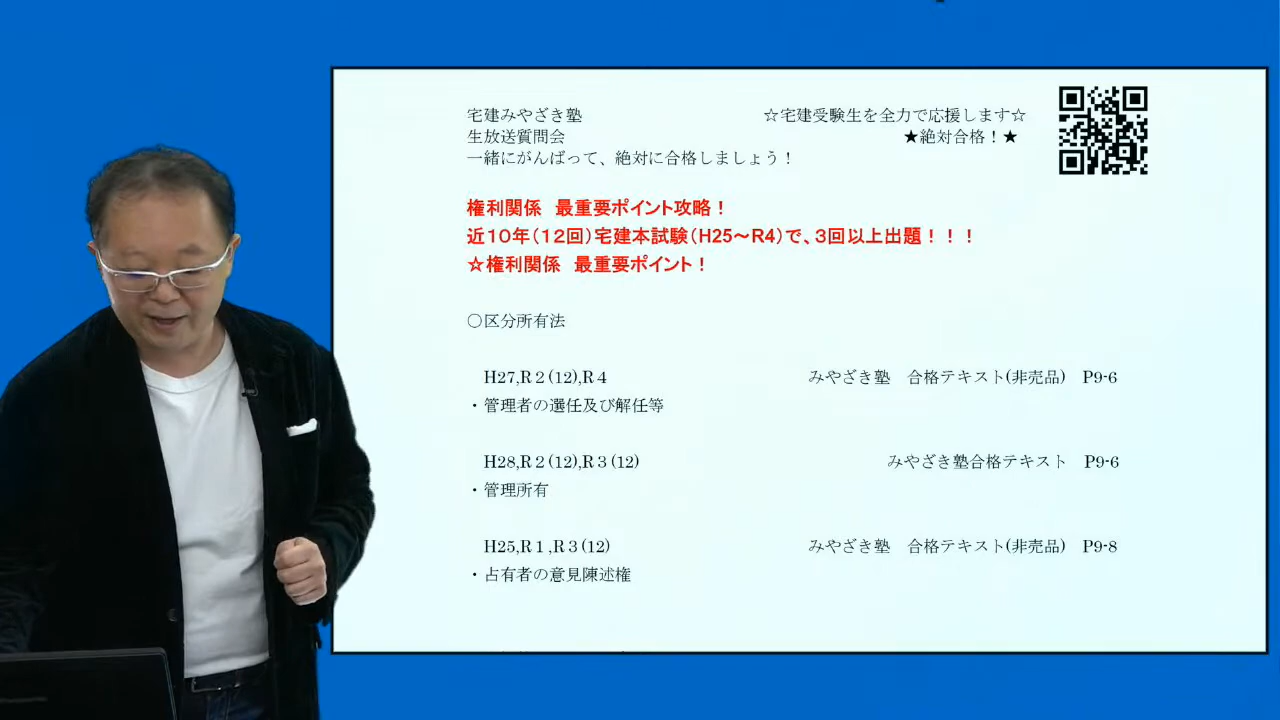 宅建みやざき塾 ☆宅建受験生を全力で応援します☆
生放送質問会 ★絶対合格！★
一緒にがんばって、絶対に合格しましょう！
権利関係 最重要ポイント攻略！
近１０年（１２回）宅建本試験（H25～R4）で、３回以上出題！！！
☆権利関係 最重要ポイント！
〇区分所有法
H27,R２(12),R４ みやざき塾 合格テキスト(非売品) P9-6
・管理者の選任及び解任等
H28,R２(12),R３(12) みやざき塾合格テキスト P9-6
・管理所有
H25,R１,R３(12) みやざき塾 合格テキスト(非売品) P9-8
・占有者の意見陳述権